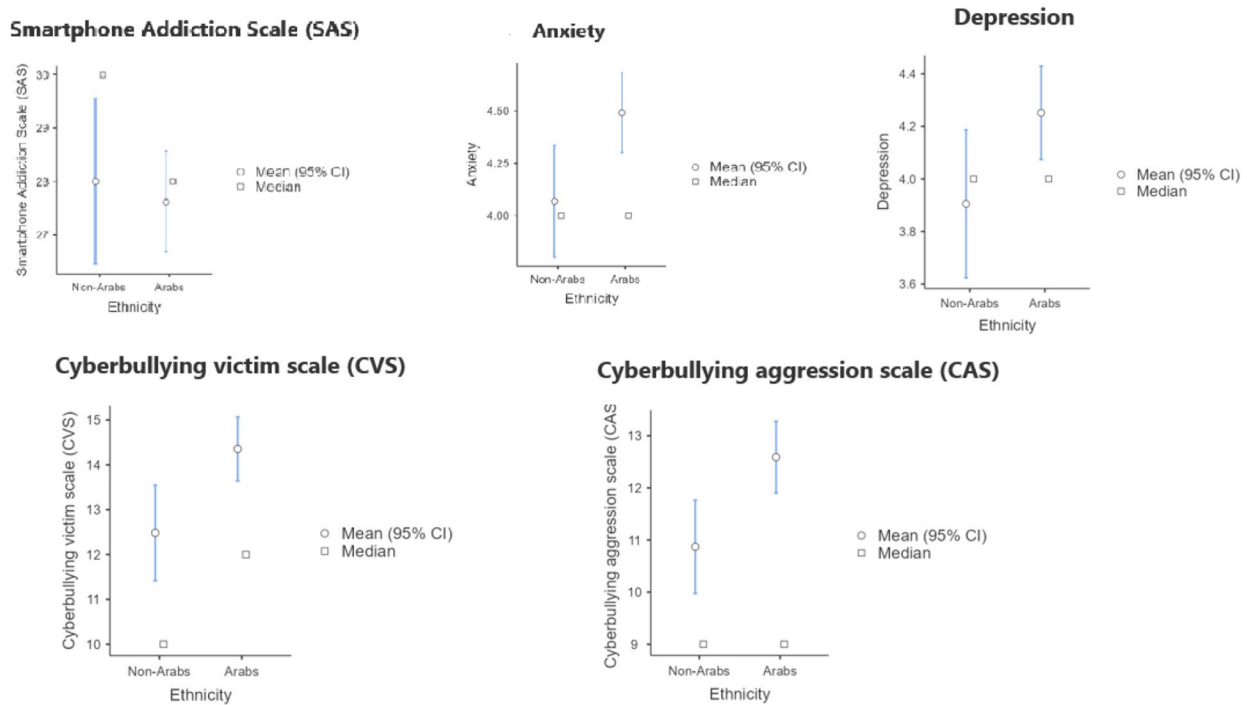 Smartphone Addiction Scale (SAS)
Smartphone Addiction Scale (SAS)
30
29
23
27
Non-Arabs
Arabs
Ethnicity
Mean (95% CI)
Median
Anxiety
Anxiety
4.50
4.25
4.00
Non-Arabs
Arabs
Ethnicity
Mean (95% CI)
Median
Depression
Depression
4.4
4.2
4.0
3.8
3.6
Non-Arabs
Arabs
Ethnicity
Mean (95% CI)
Median
Cyberbullying victim scale (CVS)
Cyberbullying victim scale (CVS)
15
14
13
12
11
10
Non-Arabs
Arabs
Ethnicity
Mean (95% CI)
Median
Cyberbullying aggression scale (CAS)
Cyberbullying aggression scale (CAS
13
12
11
10
9
Non-Arabs
Arabs
Ethnicity
Mean (95% CI)
Median